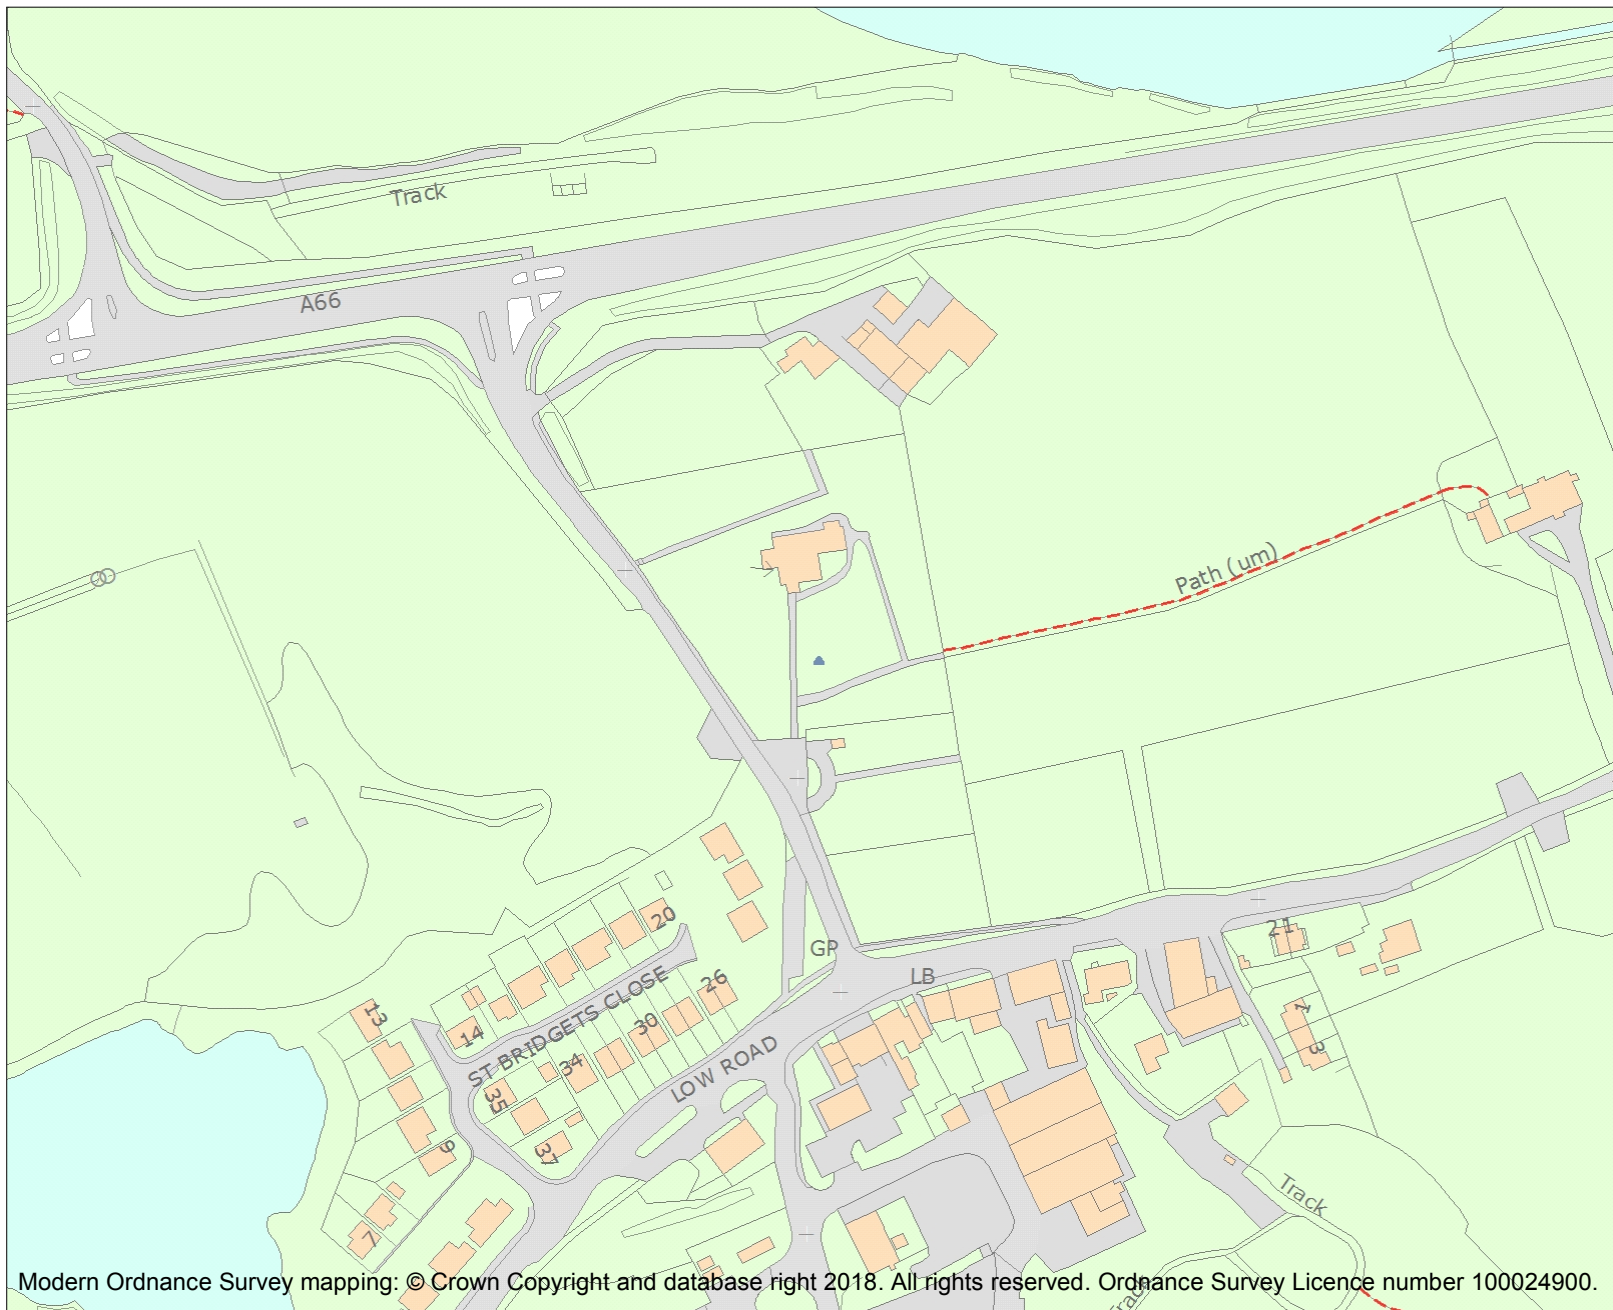 Track
A66
Path (um)
20
GP
21
LB
26
13
14
ST BRIDGETS CLOSE
30
1
34
LOW ROAD
3
35
9
37
Track
7
Track
Modern Ordnance Survey mapping: © Crown Copyright and database right 2018. All rights reserved. Ordnance Survey Licence number 100024900.